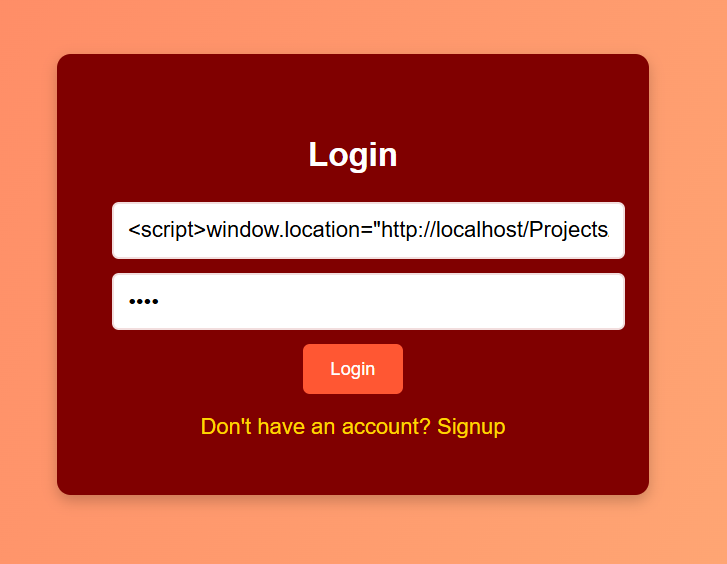 Login
<script>window.location="http://localhost/Projects
••••
Login
Don't have an account? Signup